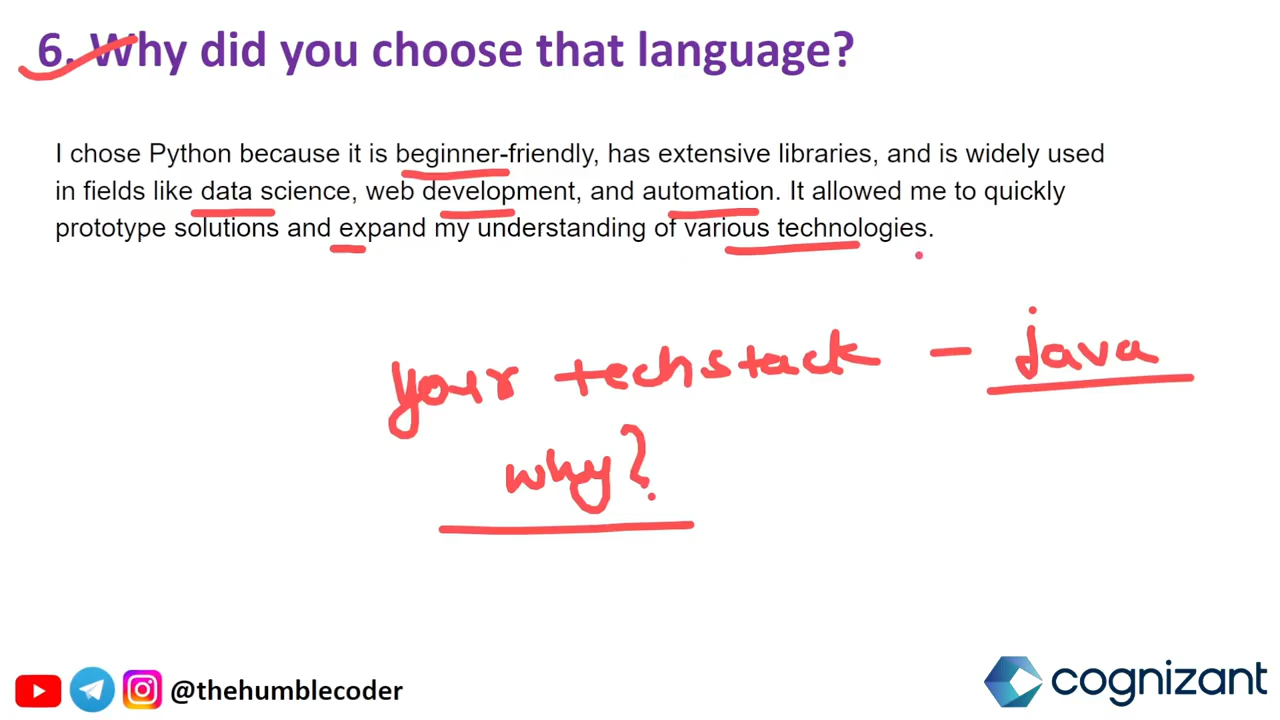 6. Why did you choose that language?
I chose Python because it is beginner-friendly, has extensive libraries, and is widely used
in fields like data science, web development, and automation. It allowed me to quickly
prototype solutions and expand my understanding of various technologies.
your techstack - java
why?
@thehumblecoder
cognizant